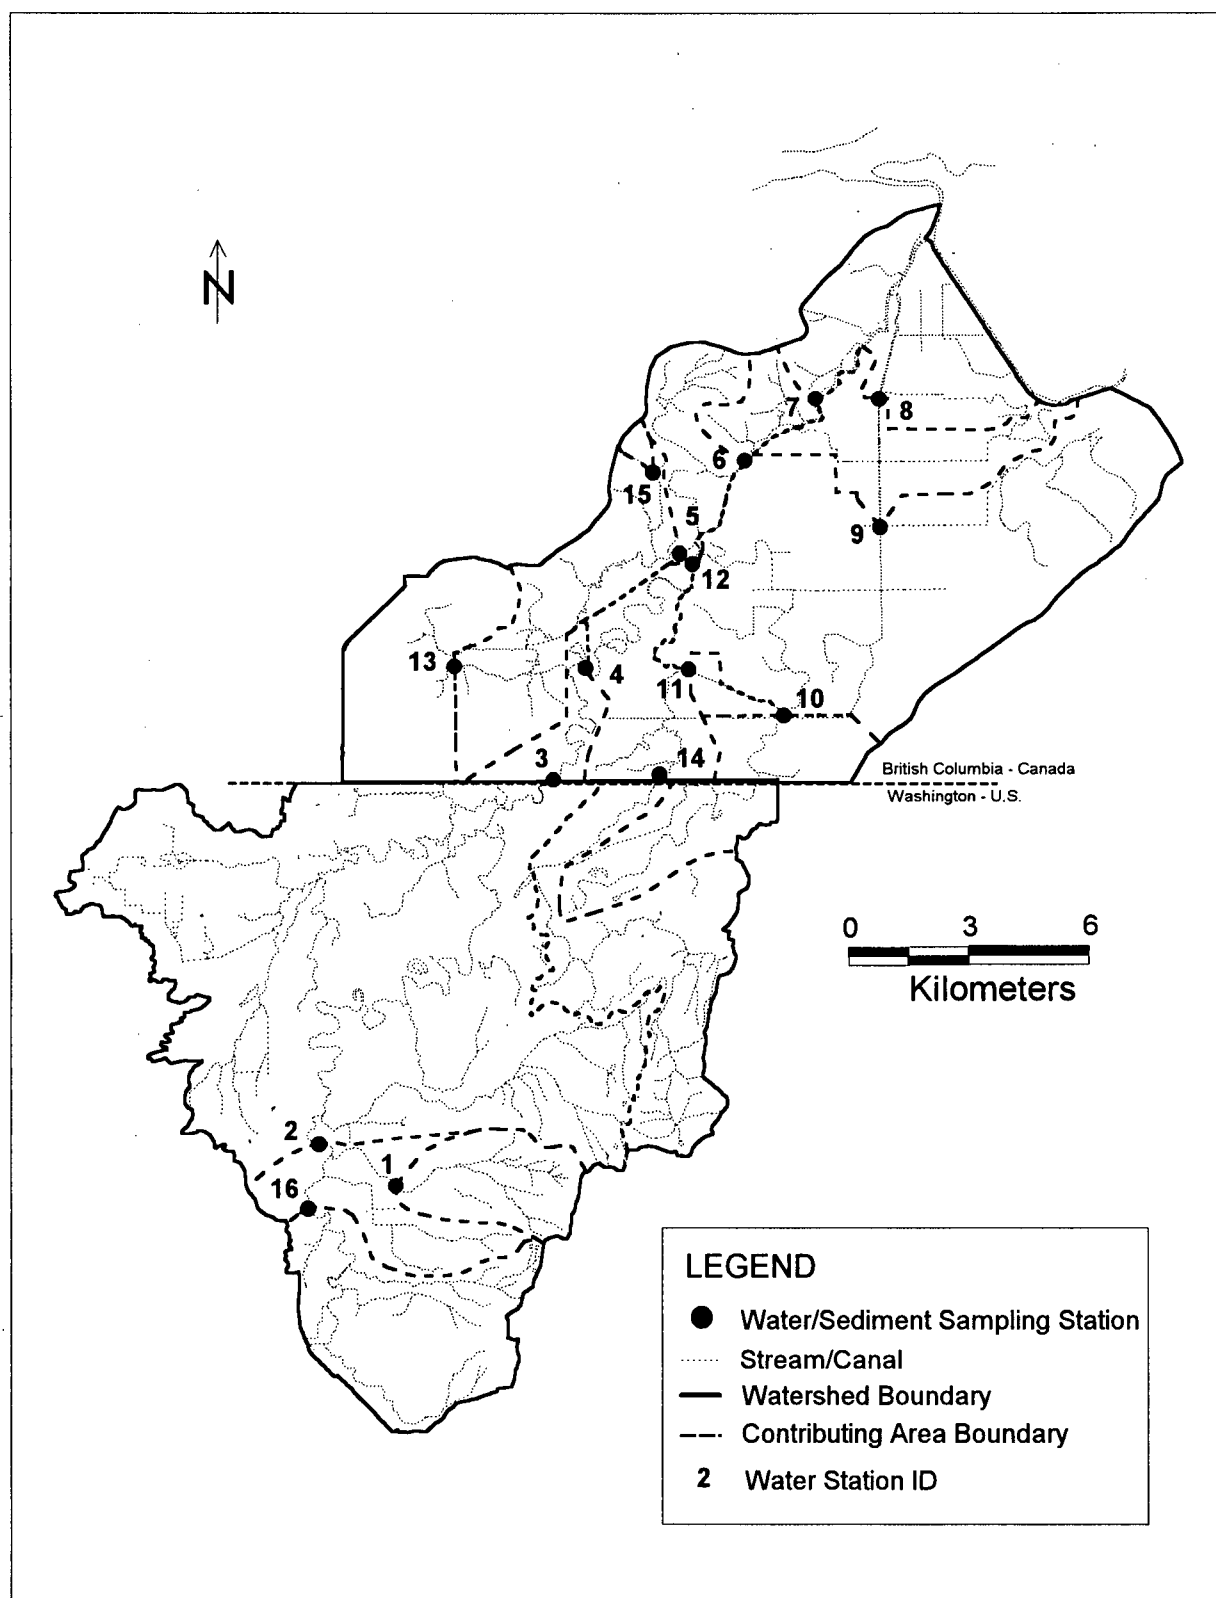 N
7
8
6
15
5
9
12
13
4
11
10
3
14
British Columbia - Canada
Washington - U.S.
0 3 6
Kilometers
2
1
16
LEGEND
Water/Sediment Sampling Station
Stream/Canal
Watershed Boundary
Contributing Area Boundary
2 Water Station ID